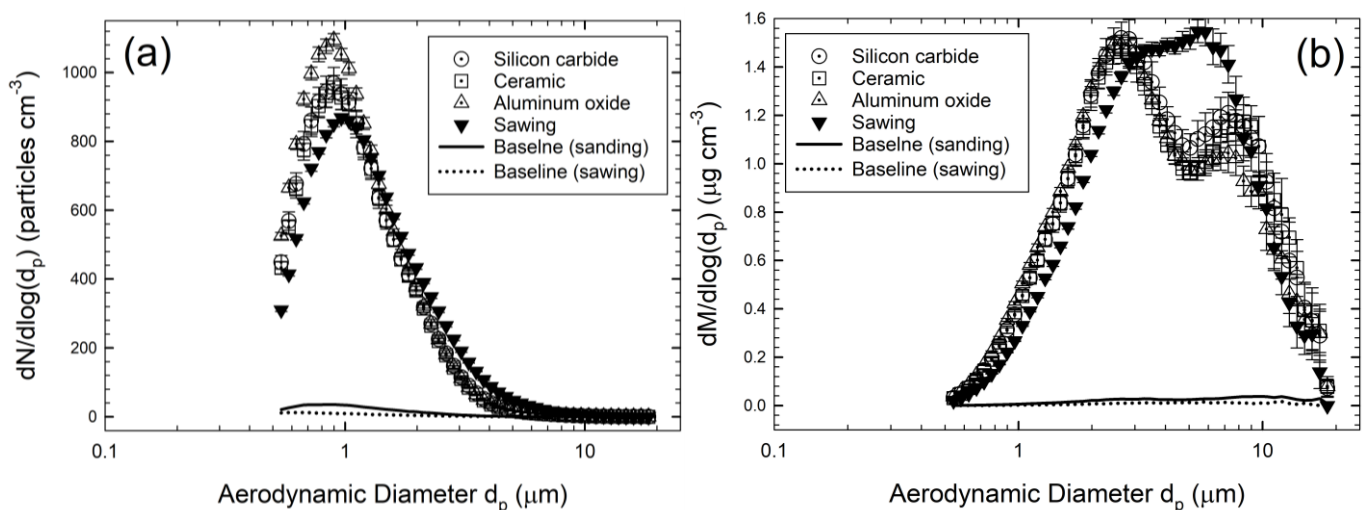 (a)
Silicon carbide
Ceramic
Aluminum oxide
Sawing
Baselne (sanding)
Baseline (sawing)
1000
800
600
400
200
0
0.1
1
10
dN/dlog(dp) (particles cm-3)
Aerodynamic Diameter dp (μm)
(b)
Silicon carbide
Ceramic
Aluminum oxide
Sawing
Baselne (sanding)
Baseline (sawing)
1.6
1.4
1.2
1.0
0.8
0.6
0.4
0.2
0.0
0.1
1
10
dM/dlog(dp) (μg cm-3)
Aerodynamic Diameter dp (μm)